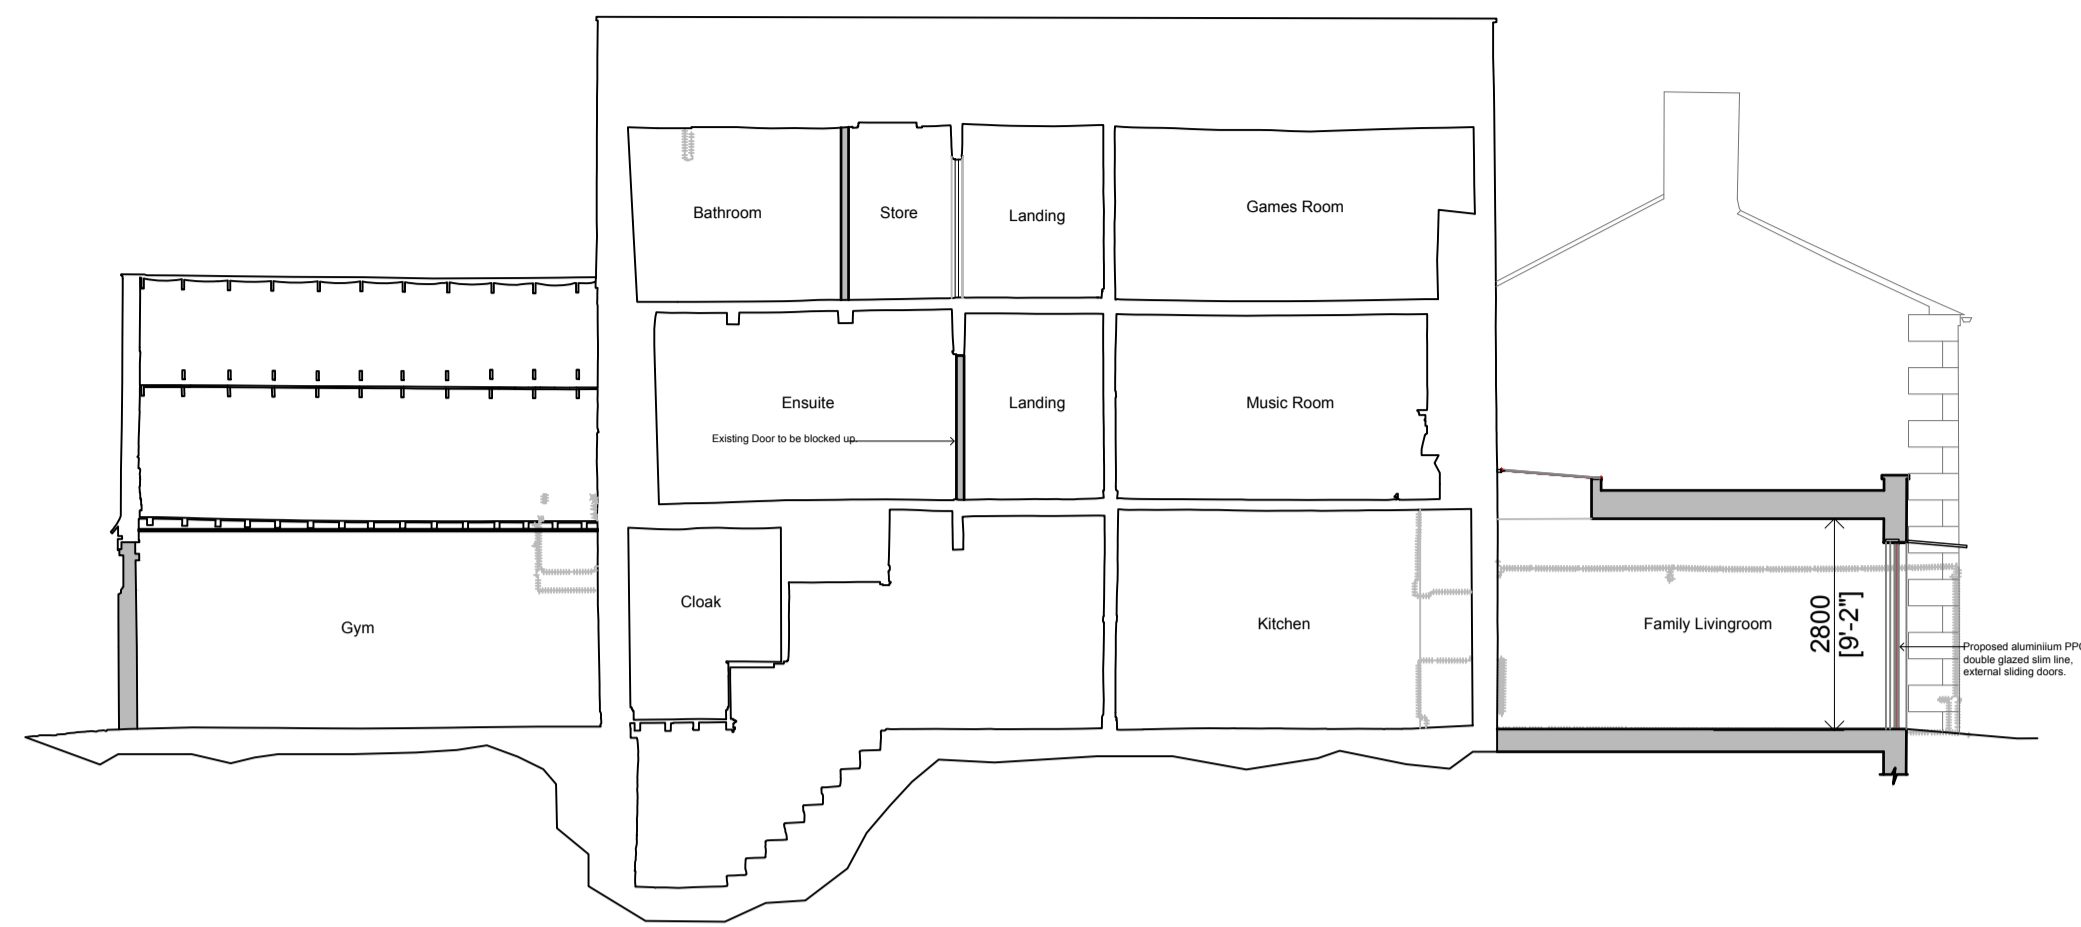 Bathroom
Store
Landing
Games Room
Ensuite
Landing
Music Room
Existing Door to be blocked up.
Cloak
Gym
Kitchen
Family Livingroom
2800
[9'-2"]
Proposed aluminiium PPC
double glazed slim line,
external sliding doors.